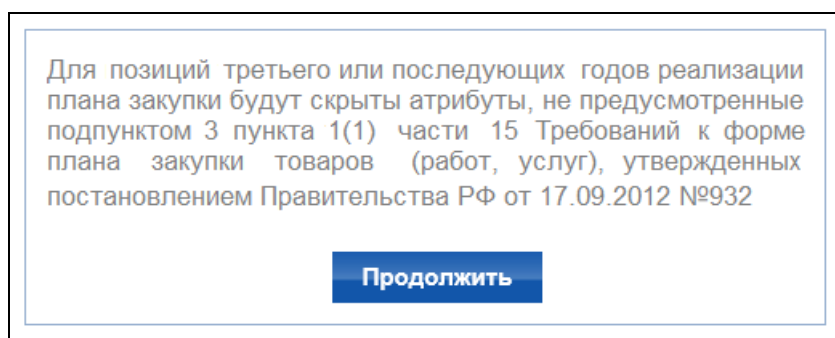 Для позиций третьего или последующих годов реализации
плана закупки будут скрыты атрибуты, не предусмотренные
подпунктом 3 пункта 1(1) части 15 Требований к форме
плана закупки товаров (работ, услуг), утвержденных
постановлением Правительства РФ от 17.09.2012 №932
Продолжить